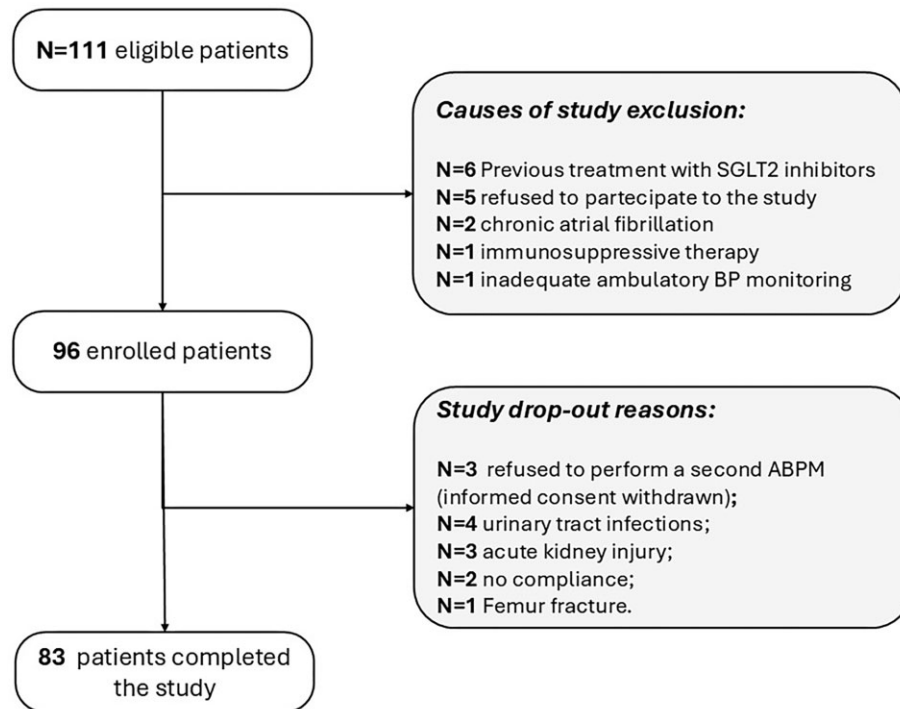 N=111 eligible patients
Causes of study exclusion:
N=6 Previous treatment with SGLT2 inhibitors
N=5 refused to partecipate to the study
N=2 chronic atrial fibrillation
N=1 immunosuppressive therapy
N=1 inadequate ambulatory BP monitoring
96 enrolled patients
Study drop-out reasons:
N=3 refused to perform a second ABPM
(informed consent withdrawn);
N=4 urinary tract infections;
N=3 acute kidney injury;
N=2 no compliance;
N=1 Femur fracture.
83 patients completed
the study